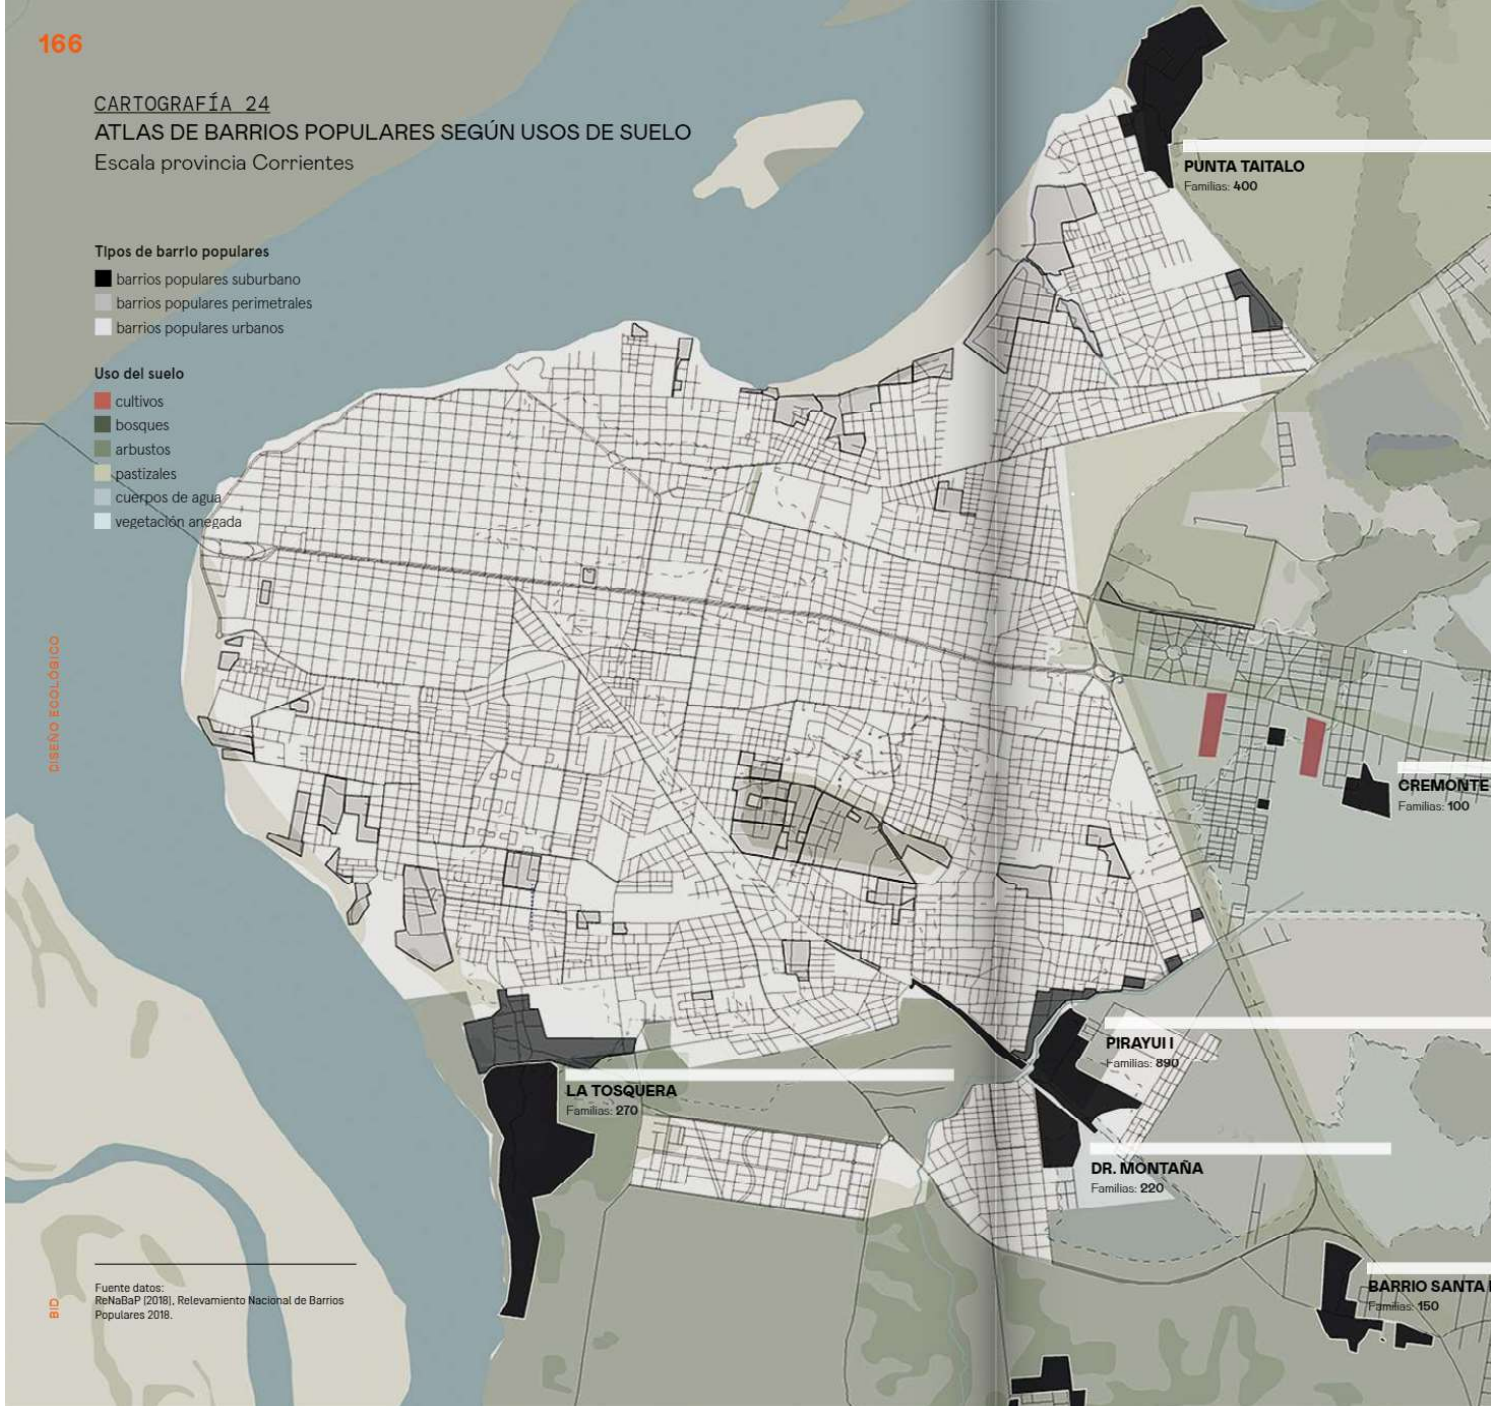 166
CARTOGRAFÍA 24
ATLAS DE BARRIOS POPULARES SEGÚN USOS DE SUELO
Escala provincia Corrientes
Tipos de barrio populares
barrios populares suburbano
barrios populares perimetrales
barrios populares urbanos
Uso del suelo
cultivos
bosques
arbustos
pastizales
cuerpos de agua
vegetación anegada
PUNTA TAITALO
Familias: 400
CREMONTE
Familias: 100
PIRAYUI I
Familias: 890
LA TOSQUERA
Familias: 270
DR. MONTAÑA
Familias: 220
BARRIO SANTA
Familias: 150
DISEÑO ECOLÓGICO
BID
Fuente datos:
ReNaBaP (2018), Relevamiento Nacional de Barrios
Populares 2018.